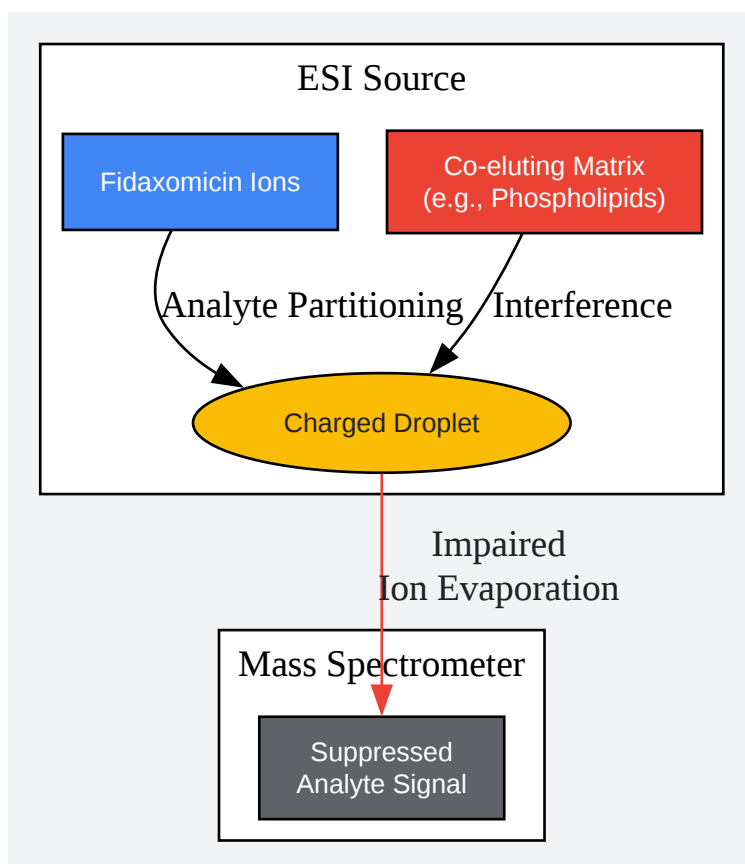 ESI Source
Fidaxomicin Ions
Co-eluting Matrix
(e.g., Phospholipids)
Analyte Partitioning
Interference
Charged Droplet
Impaired
Ion Evaporation
Mass Spectrometer
Suppressed
Analyte Signal